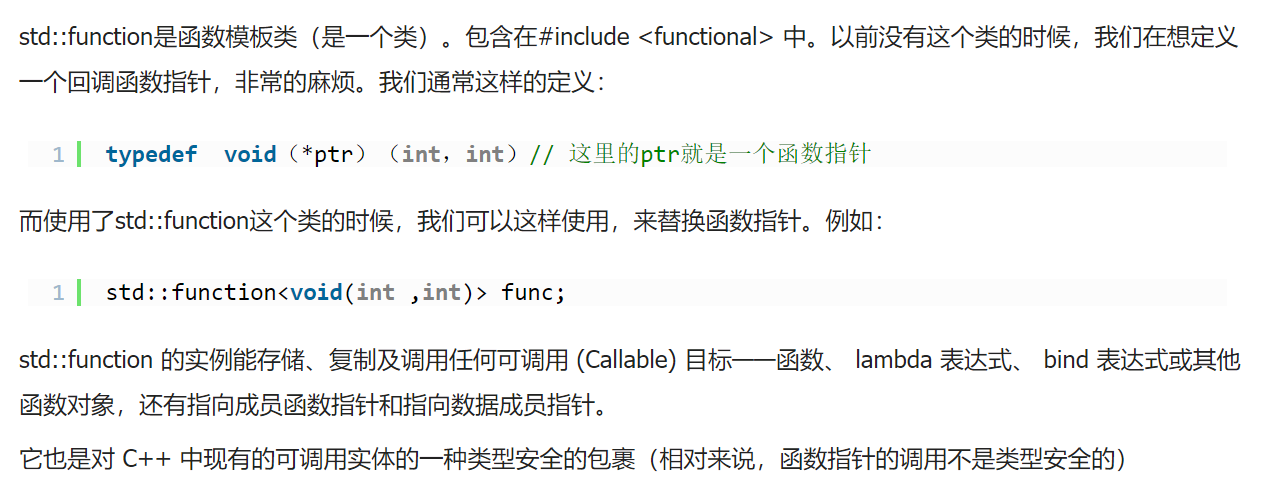 std::function是函数模板类（是一个类）。包含在#include <functional> 中。以前没有这个类的时候，我们在想定义
一个回调函数指针，非常的麻烦。我们通常这样的定义：
1 typedef  void（*ptr）（int，int）// 这里的ptr就是一个函数指针
而使用了std::function这个类的时候，我们可以这样使用，来替换函数指针。例如：
1 std::function<void(int ,int)> func;
std::function 的实例能存储、复制及调用任何可调用 (Callable) 目标——函数、 lambda 表达式、 bind 表达式或其他
函数对象，还有指向成员函数指针和指向数据成员指针。
它也是对 C++ 中现有的可调用实体的一种类型安全的包裹（相对来说，函数指针的调用不是类型安全的）